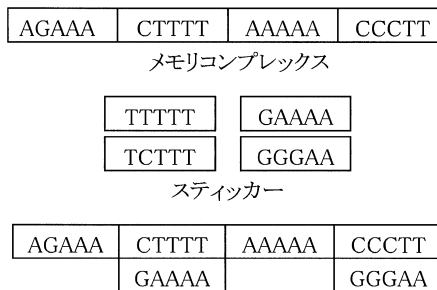 AGAAA CTTTT AAAAA CCCTT
メモリコンプレックス
TTTTT GAAAA
TCTTT GGGAA
スティッカー
AGAAA CTTTT AAAAA CCCTT
GAAAA GGGAA